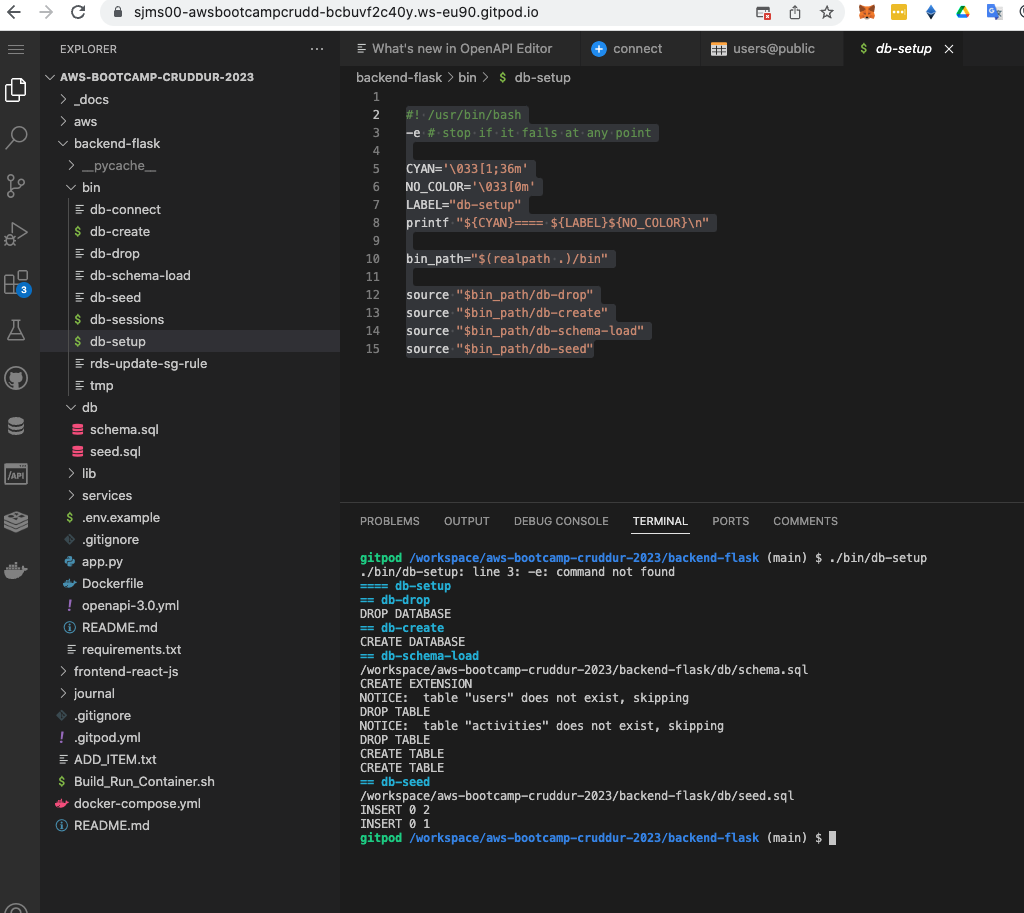 sjms00-awsbootcampcrudd-bcbuvf2c40y.ws-eu90.gitpod.io
EXPLORER
AWS-BOOTCAMP-CRUDDUR-2023
_docs
aws
backend-flask
__pycache__
bin
db-connect
$ db-create
db-drop
db-schema-load
db-seed
$ db-sessions
$ db-setup
rds-update-sg-rule
tmp
db
schema.sql
seed.sql
lib
services
$ .env.example
.gitignore
app.py
Dockerfile
! openapi-3.0.yml
README.md
requirements.txt
frontend-react-js
journal
.gitignore
! .gitpod.yml
ADD_ITEM.txt
$ Build_Run_Container.sh
docker-compose.yml
README.md
3
/API
What's new in OpenAPI Editor
connect
users@public
$ db-setup
backend-flask > bin > $ db-setup
1
2 #! /usr/bin/bash
3 -e # stop if it fails at any point
4
5 CYAN='\033[1;36m'
6 NO_COLOR='\033[0m'
7 LABEL="db-setup"
8 printf "${CYAN}==== ${LABEL}${NO_COLOR}\n"
9
10 bin_path="$(realpath .)/bin"
11
12 source "$bin_path/db-drop"
13 source "$bin_path/db-create"
14 source "$bin_path/db-schema-load"
15 source "$bin_path/db-seed"
PROBLEMS OUTPUT DEBUG CONSOLE TERMINAL PORTS COMMENTS
gitpod /workspace/aws-bootcamp-cruddur-2023/backend-flask (main) $ ./bin/db-setup
./bin/db-setup: line 3: -e: command not found
==== db-setup
== db-drop
DROP DATABASE
== db-create
CREATE DATABASE
== db-schema-load
/workspace/aws-bootcamp-cruddur-2023/backend-flask/db/schema.sql
CREATE EXTENSION
NOTICE:  table "users" does not exist, skipping
DROP TABLE
NOTICE:  table "activities" does not exist, skipping
DROP TABLE
CREATE TABLE
CREATE TABLE
== db-seed
/workspace/aws-bootcamp-cruddur-2023/backend-flask/db/seed.sql
INSERT 0 2
INSERT 0 1
gitpod /workspace/aws-bootcamp-cruddur-2023/backend-flask (main) $